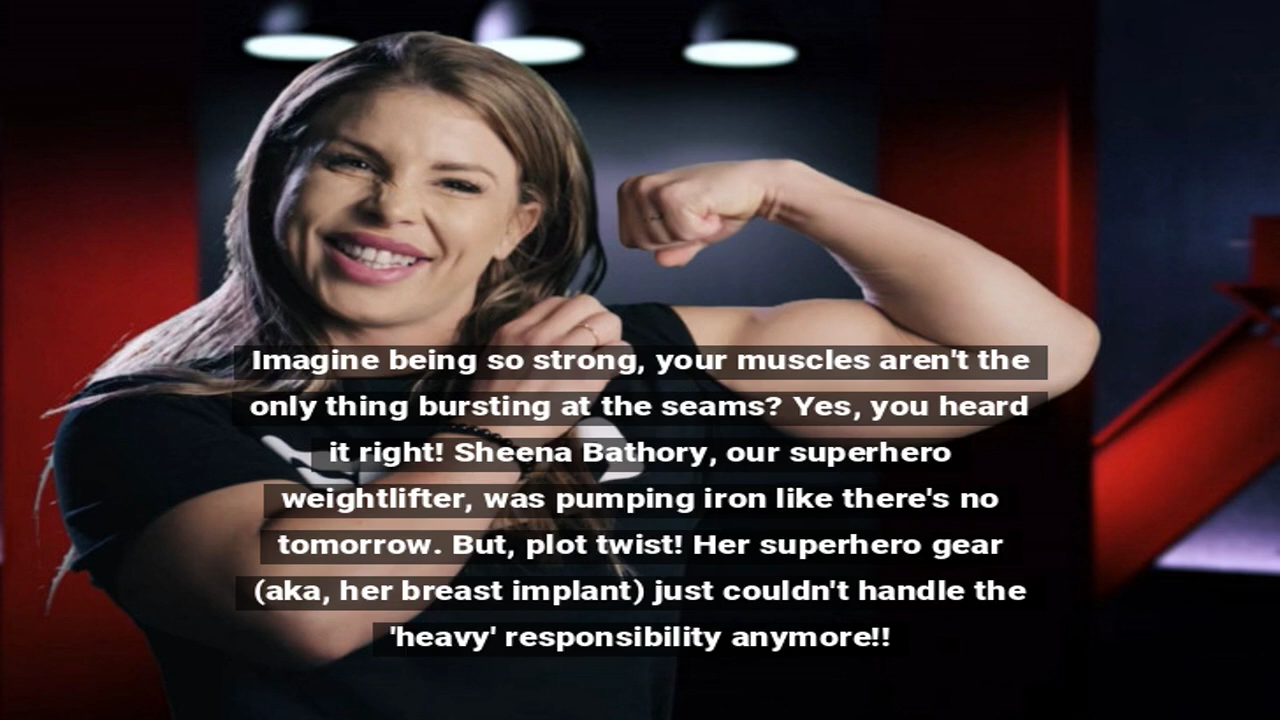 Imagine being so strong, your muscles aren't the
only thing bursting at the seams? Yes, you heard
it right! Sheena Bathory, our superhero
weightlifter, was pumping iron like there's no
tomorrow. But, plot twist! Her superhero gear
(aka, her breast implant) just couldn't handle the
'heavy' responsibility anymore!!